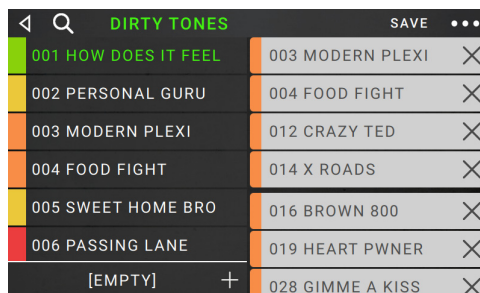 DIRTY TONES
SAVE
001 HOW DOES IT FEEL
002 PERSONAL GURU
003 MODERN PLEXI
004 FOOD FIGHT
005 SWEET HOME BRO
006 PASSING LANE
[EMPTY] +
003 MODERN PLEXI
004 FOOD FIGHT
012 CRAZY TED
014 X ROADS
016 BROWN 800
019 HEART PWNER
028 GIMME A KISS